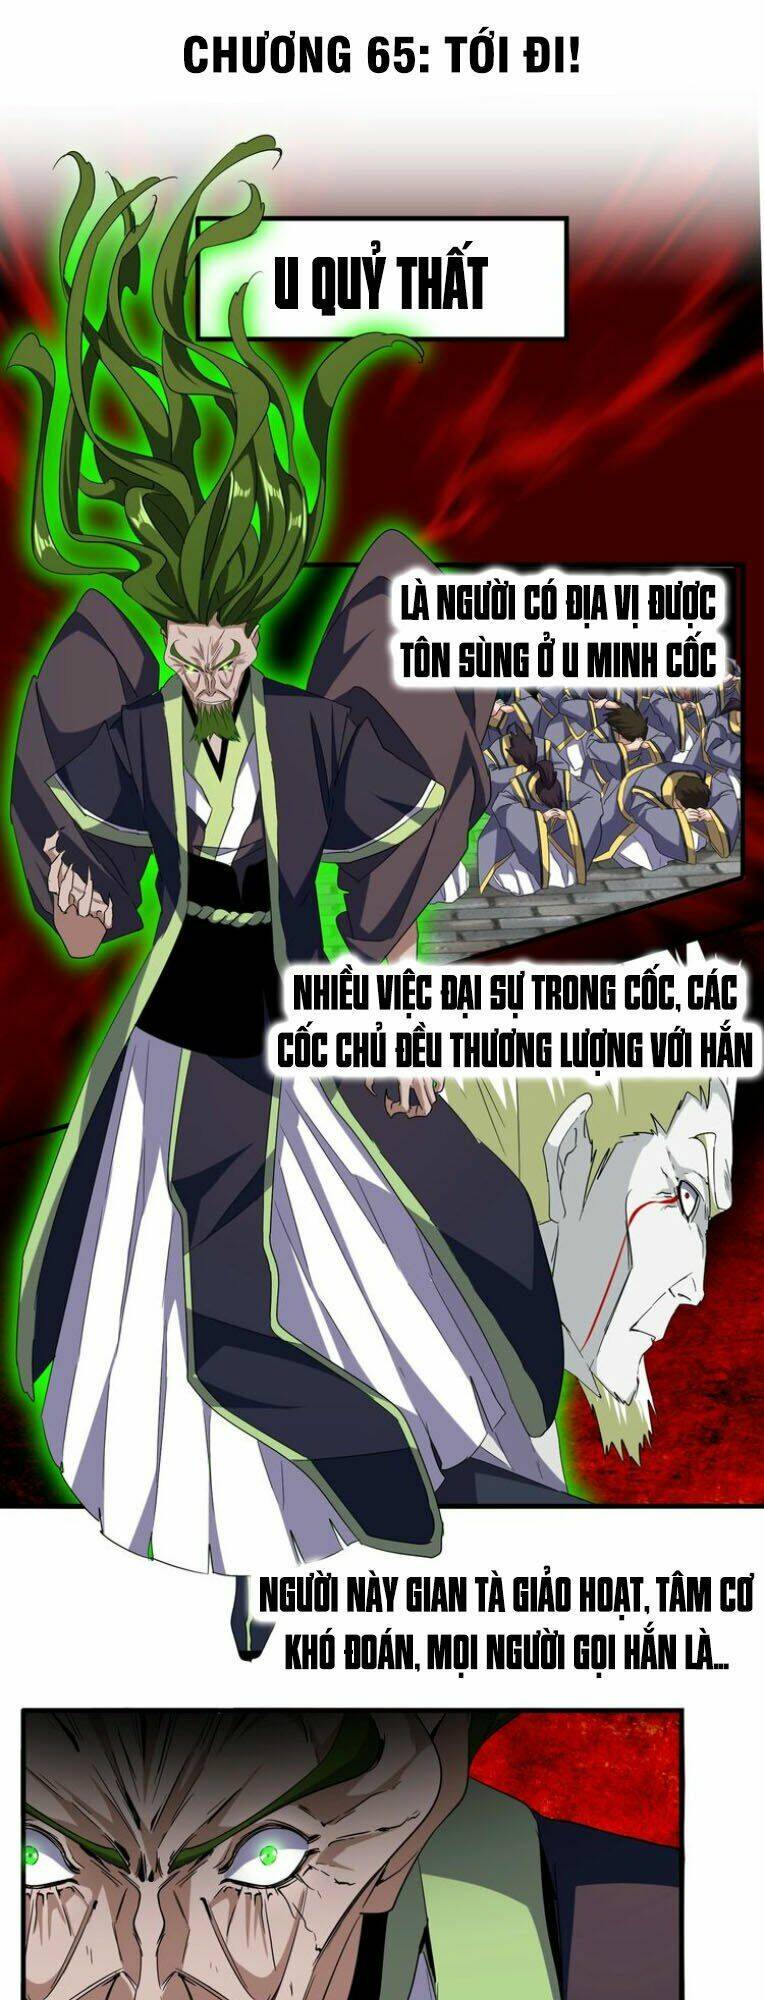 CHƯƠNG 65: TỚI ĐI!
U QUỶ THẤT
LÀ NGƯỜI CÓ ĐỊA VỊ ĐƯỢC
TÔN SÙNG Ở U MINH CỐC
NHIỀU VIỆC ĐẠI SỰ TRONG CỐC, CÁC
CỐC CHỦ ĐỀU THƯƠNG LƯỢNG VỚI HẮN
NGƯỜI NÀY GIAN TÀ GIẢO HOẠT, TÂM CƠ
KHÓ ĐOÁN, MỌI NGƯỜI GỌI HẮN LÀ...